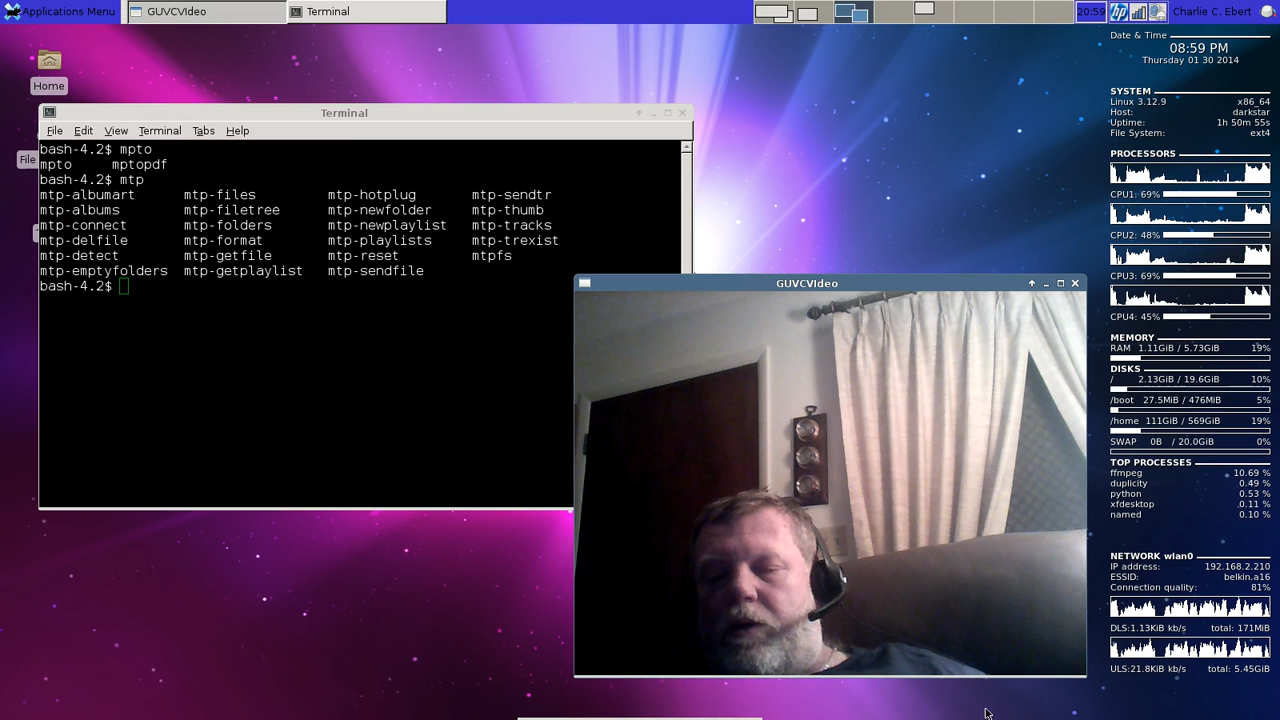 Applications Menu
GUVCVIdeo
Terminal
20:59
Charlie C. Ebert
Home
File
Terminal
File Edit View Terminal Tabs Help
bash-4.2$ mpto
mpto mptopdf
bash-4.2$ mtp
mtp-albumart mtp-files mtp-hotplug mtp-sendtr
mtp-albums mtp-filetree mtp-newfolder mtp-thumb
mtp-connect mtp-folders mtp-newplaylist mtp-tracks
mtp-delfile mtp-format mtp-playlists mtp-trexist
mtp-detect mtp-getfile mtp-reset mtpfs
mtp-emptyfolders mtp-getplaylist mtp-sendfile
bash-4.2$
GUVCVIdeo
Date & Time
08:59 PM
Thursday 01 30 2014
SYSTEM
Linux 3.12.9 x86_64
Host: darkstar
Uptime: 1h 50m 55s
File System: ext4
PROCESSORS
CPU1: 69%
CPU2: 48%
CPU3: 69%
CPU4: 45%
MEMORY
RAM 1.11GiB / 5.73GiB 19%
DISKS
/ 2.13GiB / 19.6GiB 10%
/boot 27.5MiB / 476MiB 5%
/home 111GiB / 569GiB 19%
SWAP 0B / 20.0GiB 0%
TOP PROCESSES
ffmpeg 10.69 %
duplicity 0.49 %
python 0.53 %
xfdesktop 0.11 %
named 0.10 %
NETWORK wlan0
IP address: 192.168.2.210
ESSID: belkin.a16
Connection quality: 81%
DLS:1.13KiB kb/s total: 171MiB
ULS:21.8KiB kb/s total: 5.45GiB